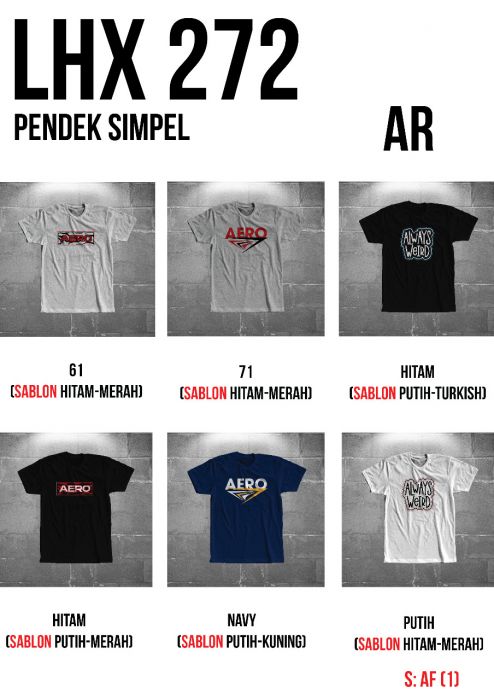 LHX 272
PENDEK SIMPEL
AR
AERO
AERO
ALWAYS
WEIRD
61
(SABLON HITAM-MERAH)
71
(SABLON HITAM-MERAH)
HITAM
(SABLON PUTIH-TURKISH)
AERO
AERO
ALWAYS
WEIRD
HITAM
(SABLON PUTIH-MERAH)
NAVY
(SABLON PUTIH-KUNING)
PUTIH
(SABLON HITAM-MERAH)
S: AF (1)